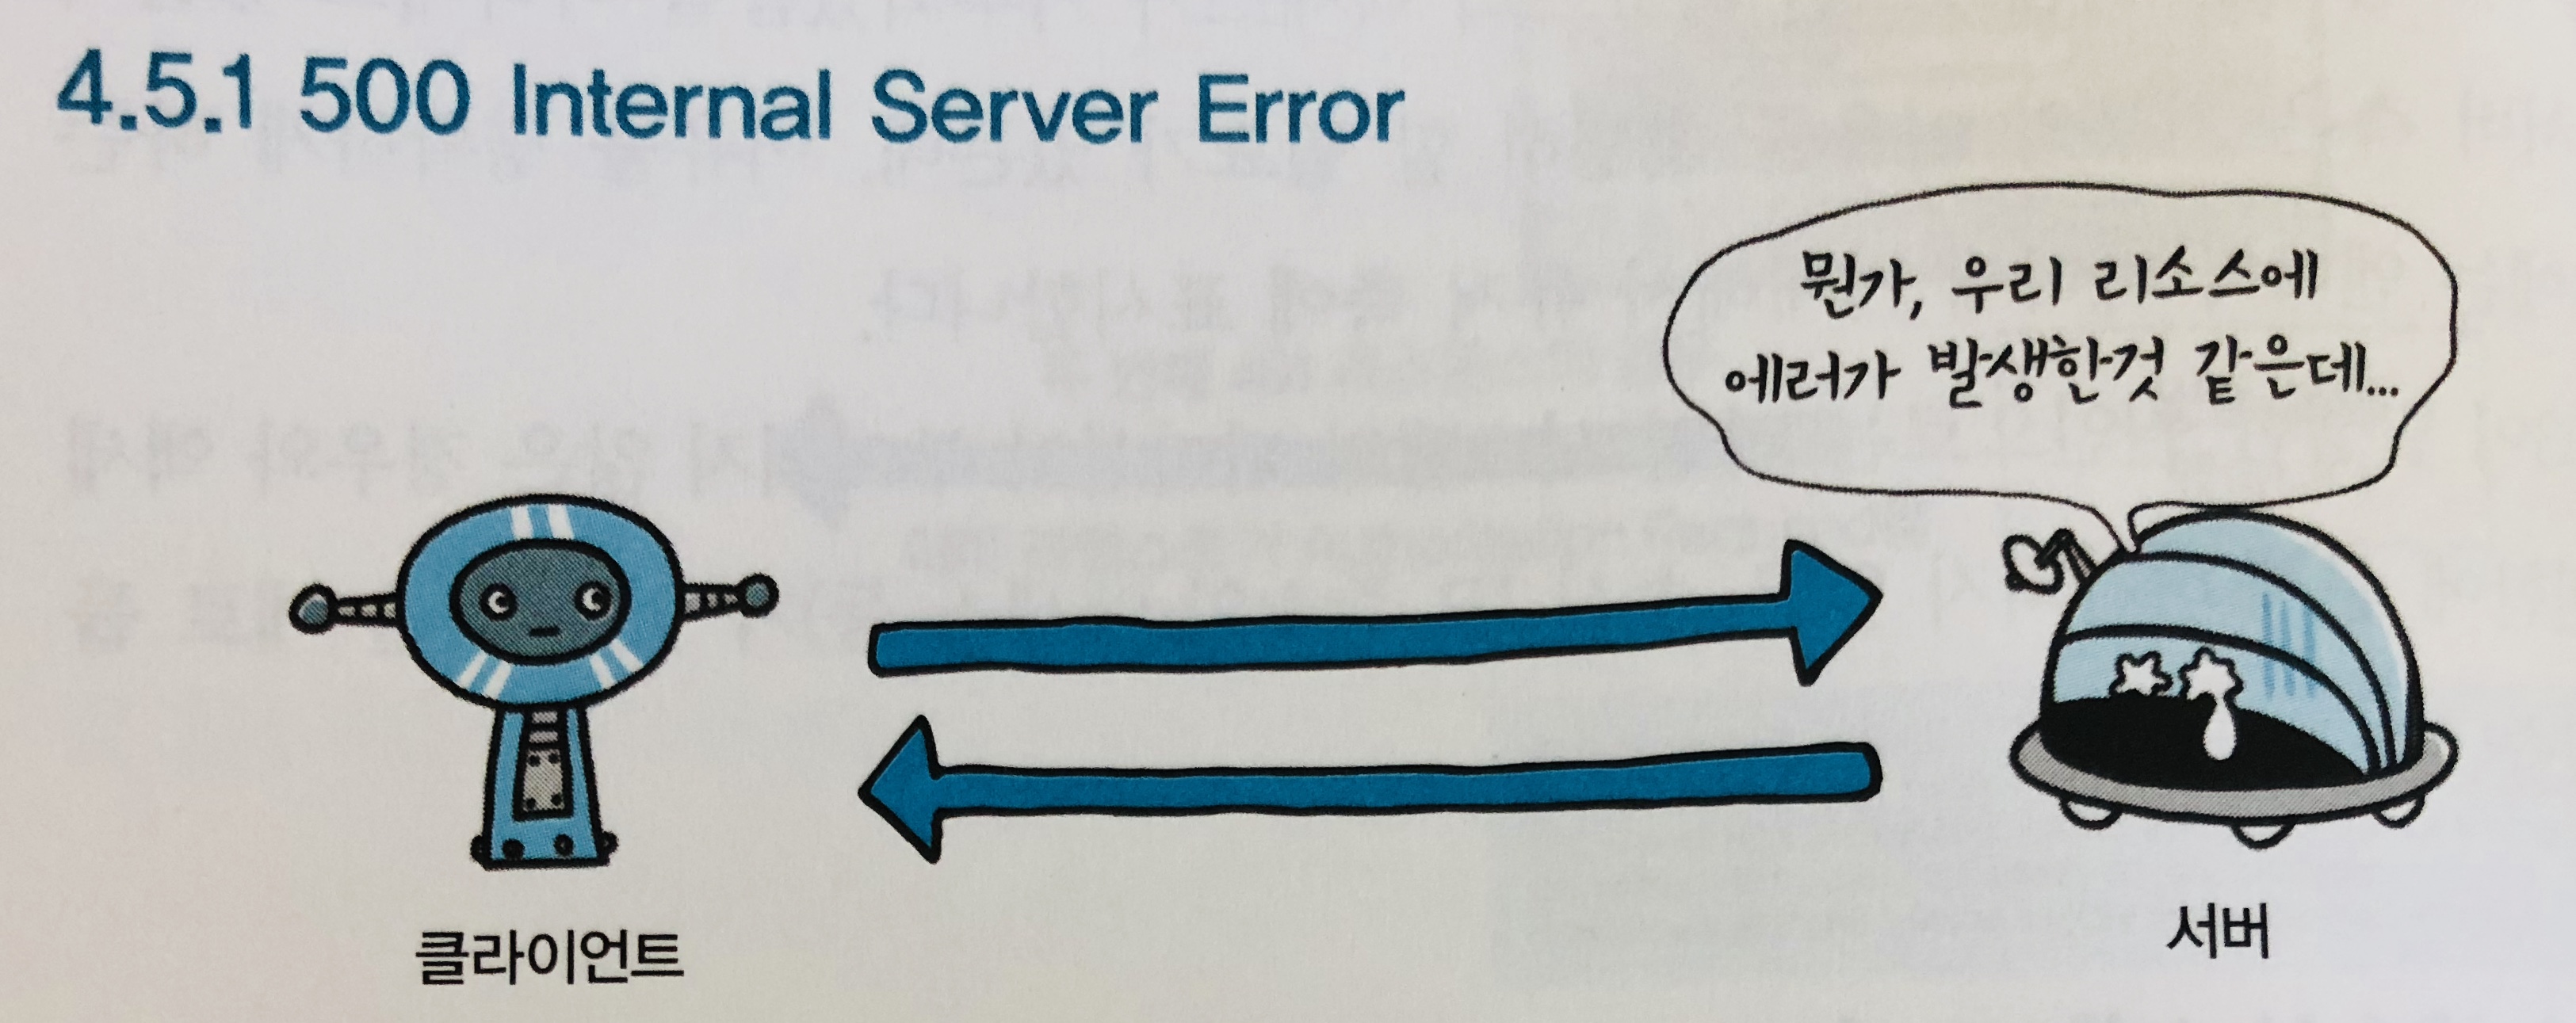 4.5.1 500 Internal Server Error
뭔가, 우리 리소스에
에러가 발생한것 같은데...
클라이언트
서버